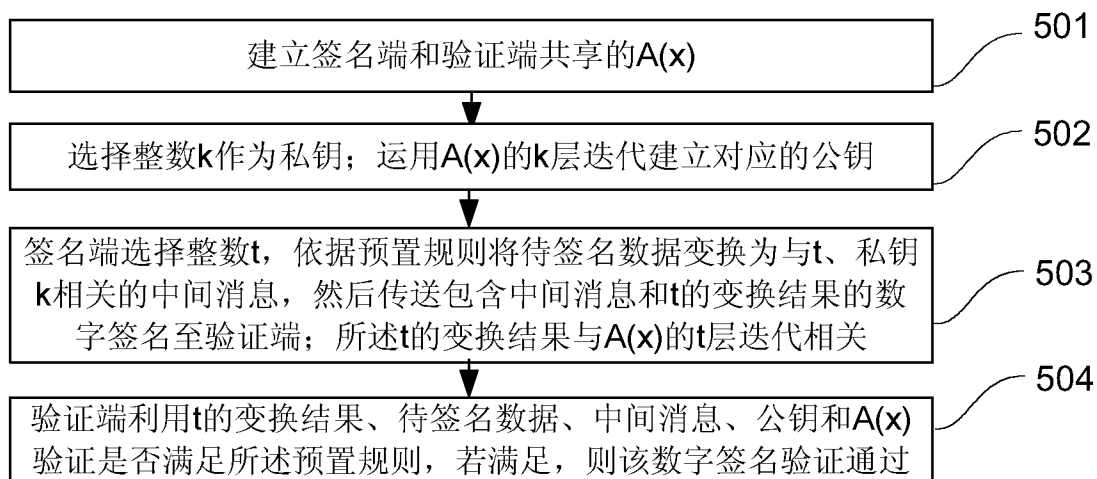 建立签名端和验证端共享的A(x)
501
选择整数k作为私钥；运用A(x)的k层迭代建立对应的公钥
502
签名端选择整数t，依据预置规则将待签名数据变换为与t、私钥
k相关的中间消息，然后传送包含中间消息和t的变换结果的数
字签名至验证端；所述t的变换结果与A(x)的t层迭代相关
503
验证端利用t的变换结果、待签名数据、中间消息、公钥和A(x)
验证是否满足所述预置规则，若满足，则该数字签名验证通过
504